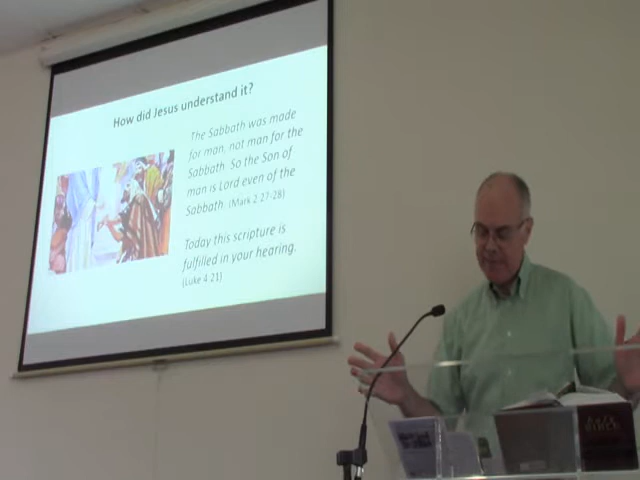 How did Jesus understand it?
The Sabbath was made
for man, not man for the
Sabbath. So the Son of
man is Lord even of the
Sabbath. (Mark 2 27-28)
Today this scripture is
fulfilled in your hearing.
(Luke 4 21)
BIBLE